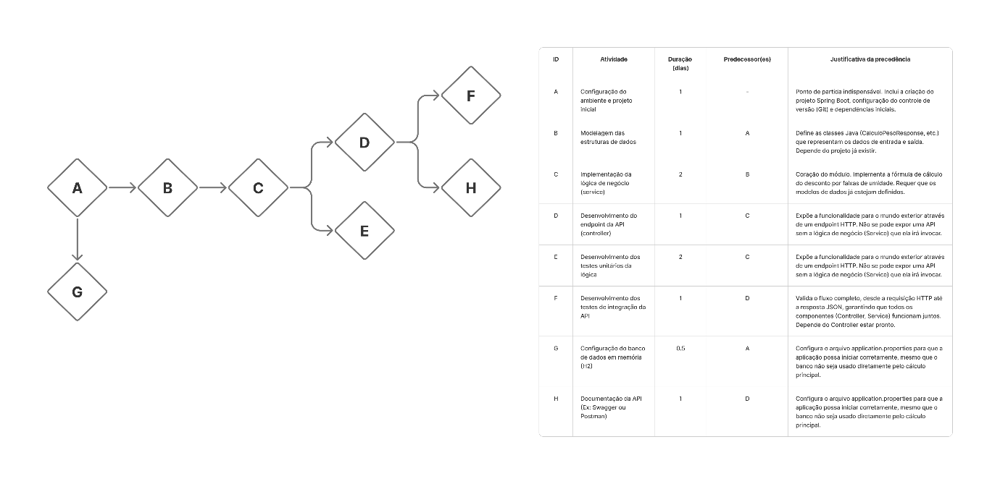 F
D
A
B
C
H
E
G
ID
Atividade
Duração
(dias)
Predecessor(es)
Justificativa da precedência
A
Configuração do
ambiente e projeto
inicial
1
-
Ponto de partida indispensável. Inclui a criação do
projeto Spring Boot, configuração do controle de
versão (Git) e dependências iniciais.
B
Modelagem das
estruturas de dados
1
A
Define as classes Java (CalculoPesoResponse, etc.)
que representam os dados de entrada e saída.
Depende do projeto já existir.
C
Implementação da
lógica de negócio
(service)
2
B
Coração do módulo. Implementa a fórmula de cálculo
do desconto por faixas de umidade. Requer que os
modelos de dados já estejam definidos.
D
Desenvolvimento do
endpoint da API
(controller)
1
C
Expõe a funcionalidade para o mundo exterior através
de um endpoint HTTP. Não se pode expor uma API
sem a lógica de negócio (Service) que ela irá invocar.
E
Desenvolvimento dos
testes unitários da
lógica
2
C
Expõe a funcionalidade para o mundo exterior através
de um endpoint HTTP. Não se pode expor uma API
sem a lógica de negócio (Service) que ela irá invocar.
F
Desenvolvimento dos
testes de integração da
API
1
D
Valida o fluxo completo, desde a requisição HTTP até
a resposta JSON, garantindo que todos os
componentes (Controller, Service) funcionam juntos.
Depende do Controller estar pronto.
G
Configuração do banco
de dados em memória
(H2)
0.5
A
Configura o arquivo application.properties para que a
aplicação possa iniciar corretamente, mesmo que o
banco não seja usado diretamente pelo cálculo
principal.
H
Documentação da API
(Ex: Swagger ou
Postman)
1
D
Configura o arquivo application.properties para que a
aplicação possa iniciar corretamente, mesmo que o
banco não seja usado diretamente pelo cálculo
principal.